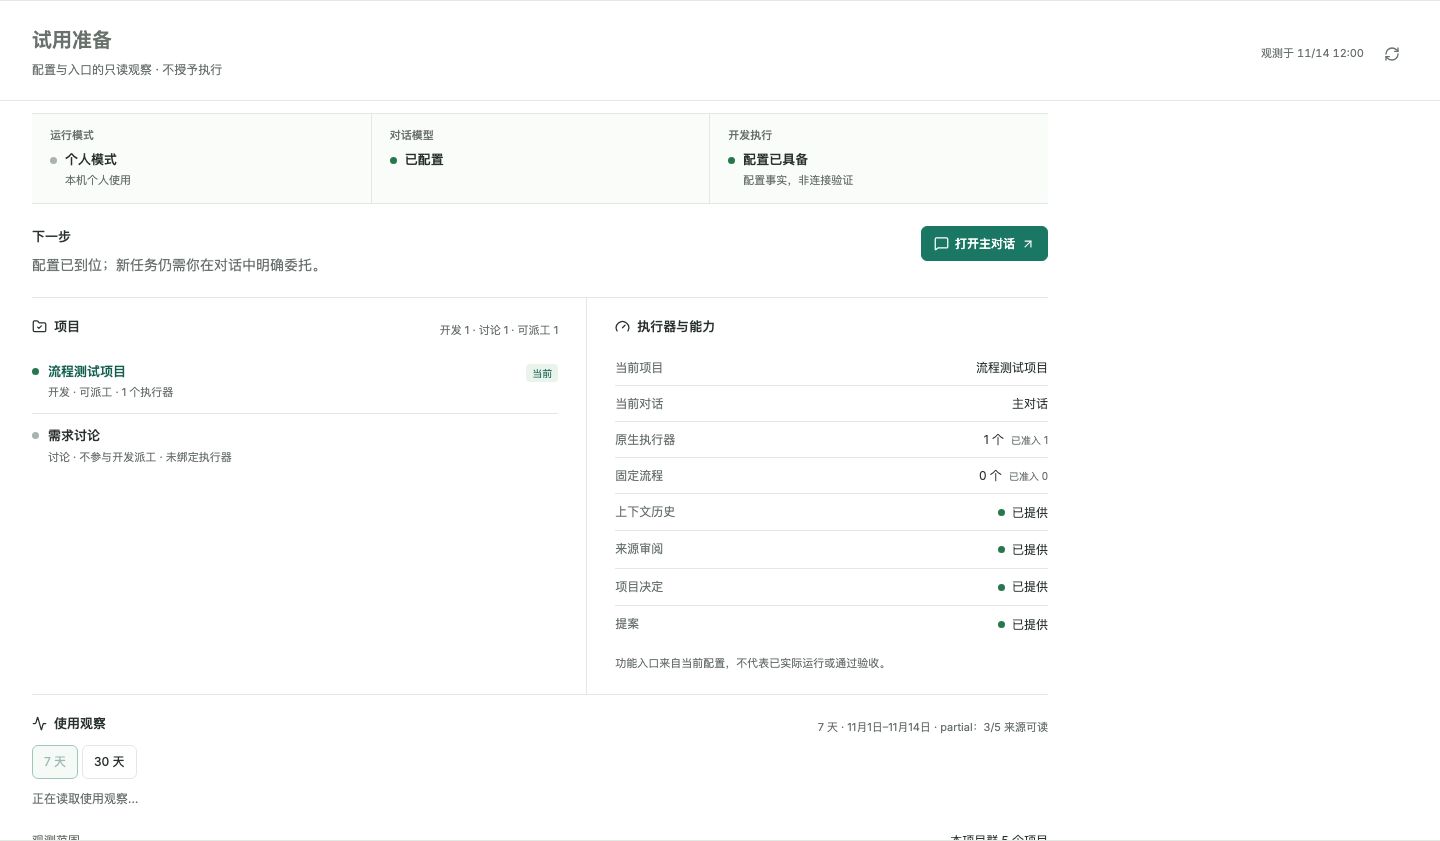 试用准备
配置与入口的只读观察 · 不授予执行
观测于 11/14 12:00
运行模式
个人模式
本机个人使用
对话模型
已配置
开发执行
配置已具备
配置事实，非连接验证
下一步
配置已到位；新任务仍需你在对话中明确委托。
打开主对话
项目
开发 1 · 讨论 1 · 可派工 1
流程测试项目
当前
开发 · 可派工 · 1 个执行器
需求讨论
讨论 · 不参与开发派工 · 未绑定执行器
执行器与能力
当前项目 流程测试项目
当前对话 主对话
原生执行器 1 个 已准入 1
固定流程 0 个 已准入 0
上下文历史 已提供
来源审阅 已提供
项目决定 已提供
提案 已提供
功能入口来自当前配置，不代表已实际运行或通过验收。
使用观察
7 天 · 11月1日–11月14日 · partial：3/5 来源可读
7 天 30 天
正在读取使用观察...
观测范围 本项目群 5 个项目